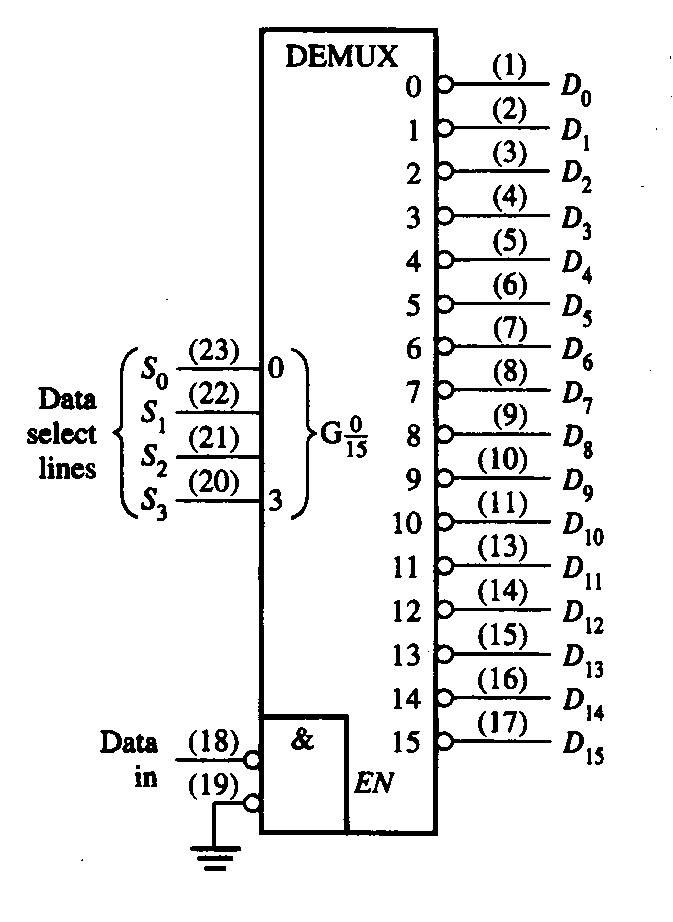 DEMUX
0 (1) D0
1 (2) D1
2 (3) D2
3 (4) D3
4 (5) D4
5 (6) D5
6 (7) D6
7 (8) D7
8 (9) D8
9 (10) D9
10 (11) D10
11 (13) D11
12 (14) D12
13 (15) D13
14 (16) D14
15 (17) D15
Data
select
lines
S0 (23) 0
S1 (22)
S2 (21)
S3 (20) 3
G 0/15
Data
in
(18)
(19)
&
EN